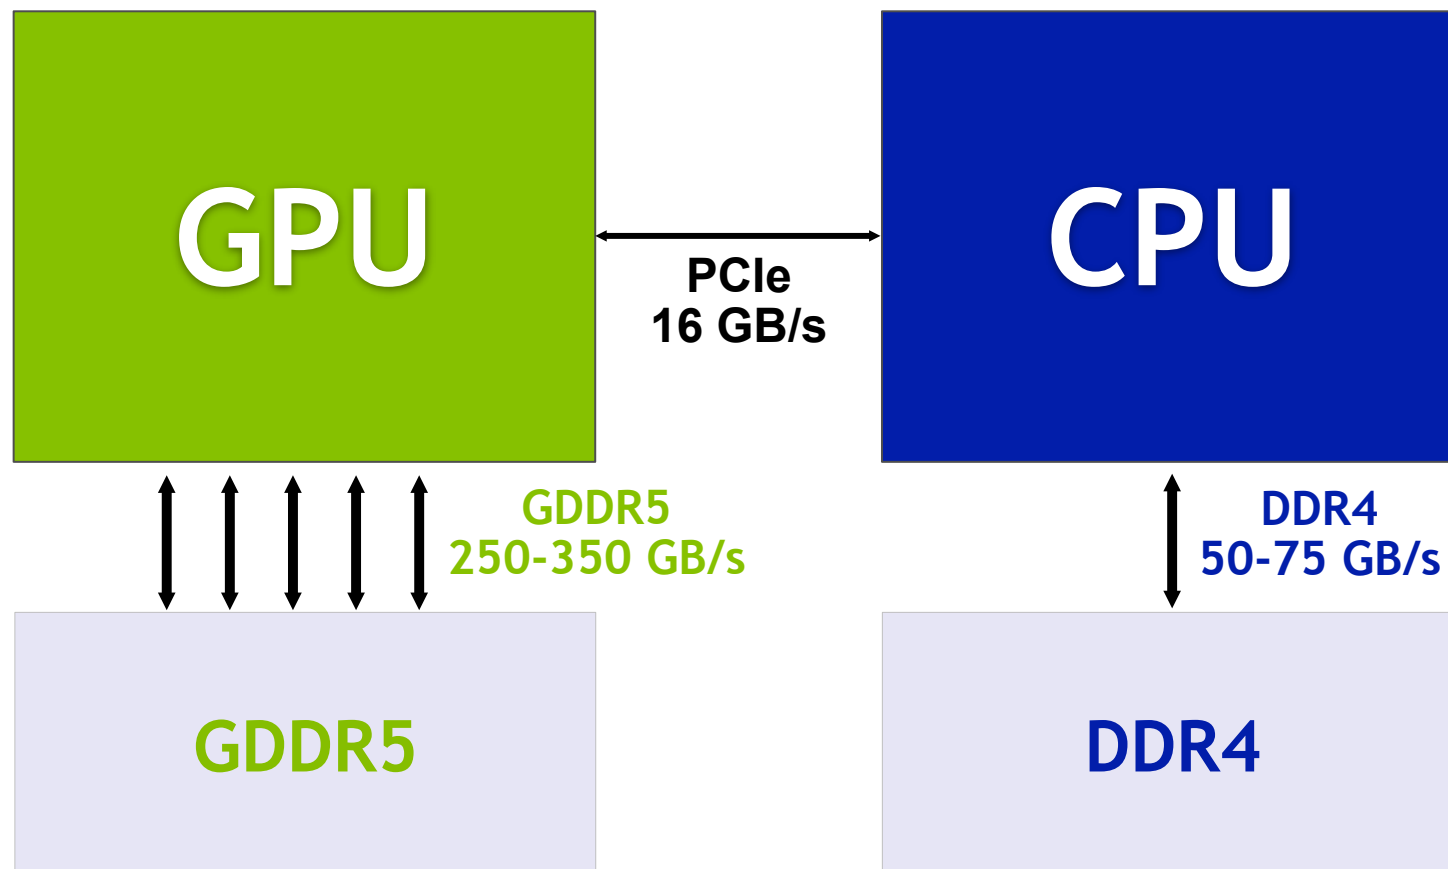 GPU
CPU
PCIe
16 GB/s
GDDR5
250-350 GB/s
DDR4
50-75 GB/s
GDDR5
DDR4